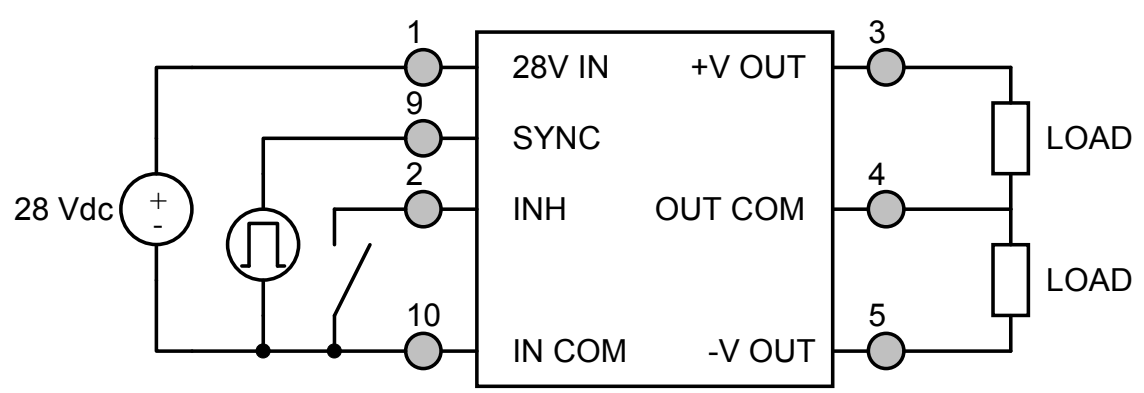 1
3
28V IN
+V OUT
9
SYNC
LOAD
2
4
28 Vdc
+
-
INH
OUT COM
LOAD
10
5
IN COM
-V OUT